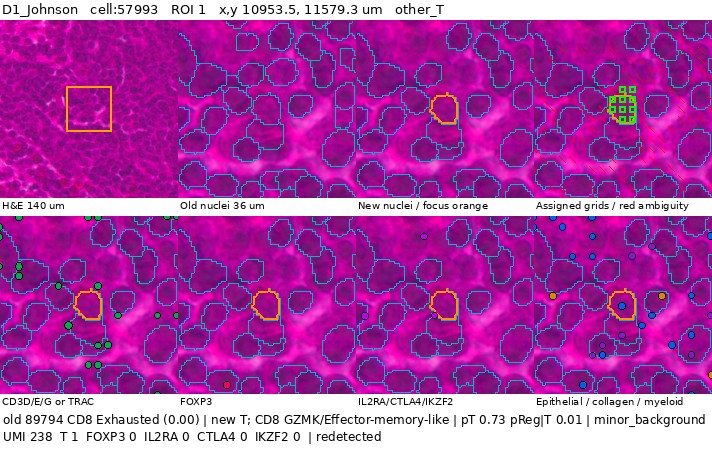 D1_Johnson   cell:57993   ROI 1   x,y 10953.5, 11579.3 um   other_T
H&E 140 um
Old nuclei 36 um
New nuclei / focus orange
Assigned grids / red ambiguity
CD3D/E/G or TRAC
FOXP3
IL2RA/CTLA4/IKZF2
Epithelial / collagen / myeloid
old 89794 CD8 Exhausted (0.00) | new T; CD8 GZMK/Effector-memory-like | pT 0.73 pReg|T 0.01 | minor_background
UMI 238  T 1  FOXP3 0  IL2RA 0  CTLA4 0  IKZF2 0  | redetected